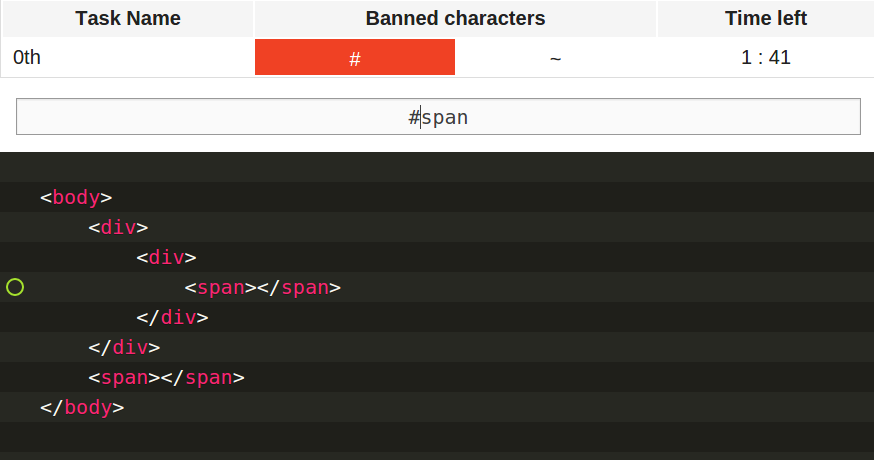 Task Name Banned characters Time left
0th # ~ 1 : 41
#span
<body>
<div>
<div>
<span></span>
</div>
</div>
<span></span>
</body>